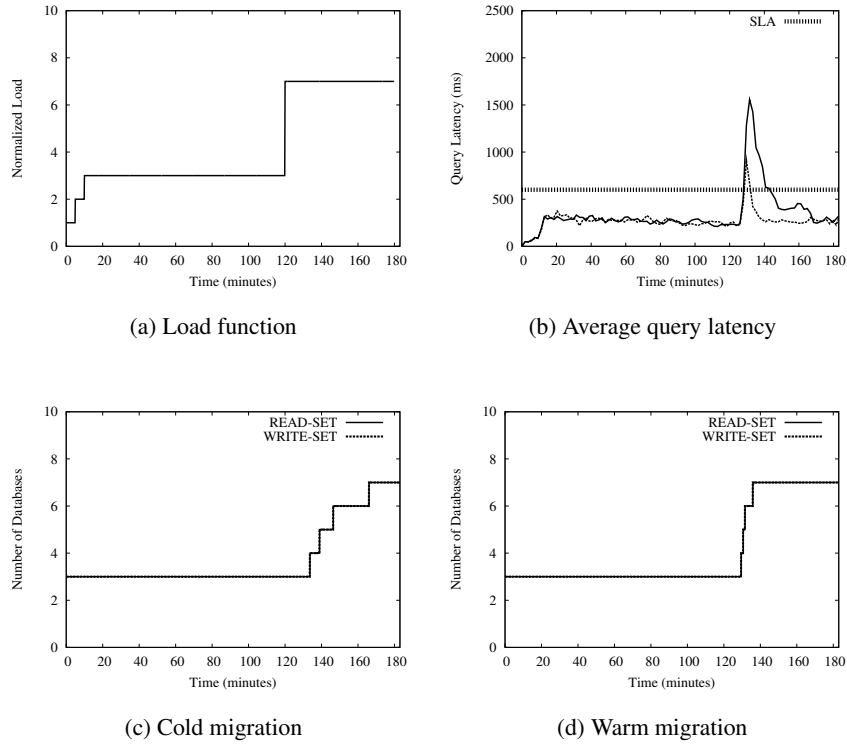 10
8
6
4
2
0
Normalized Load
0 20 40 60 80 100 120 140 160 180
Time (minutes)
(a) Load function
2500
2000
1500
1000
500
0
Query Latency (ms)
SLA
0 20 40 60 80 100 120 140 160 180
Time (minutes)
(b) Average query latency
10
8
6
4
2
0
Number of Databases
READ-SET
WRITE-SET
0 20 40 60 80 100 120 140 160 180
Time (minutes)
(c) Cold migration
10
8
6
4
2
0
Number of Databases
READ-SET
WRITE-SET
0 20 40 60 80 100 120 140 160 180
Time (minutes)
(d) Warm migration